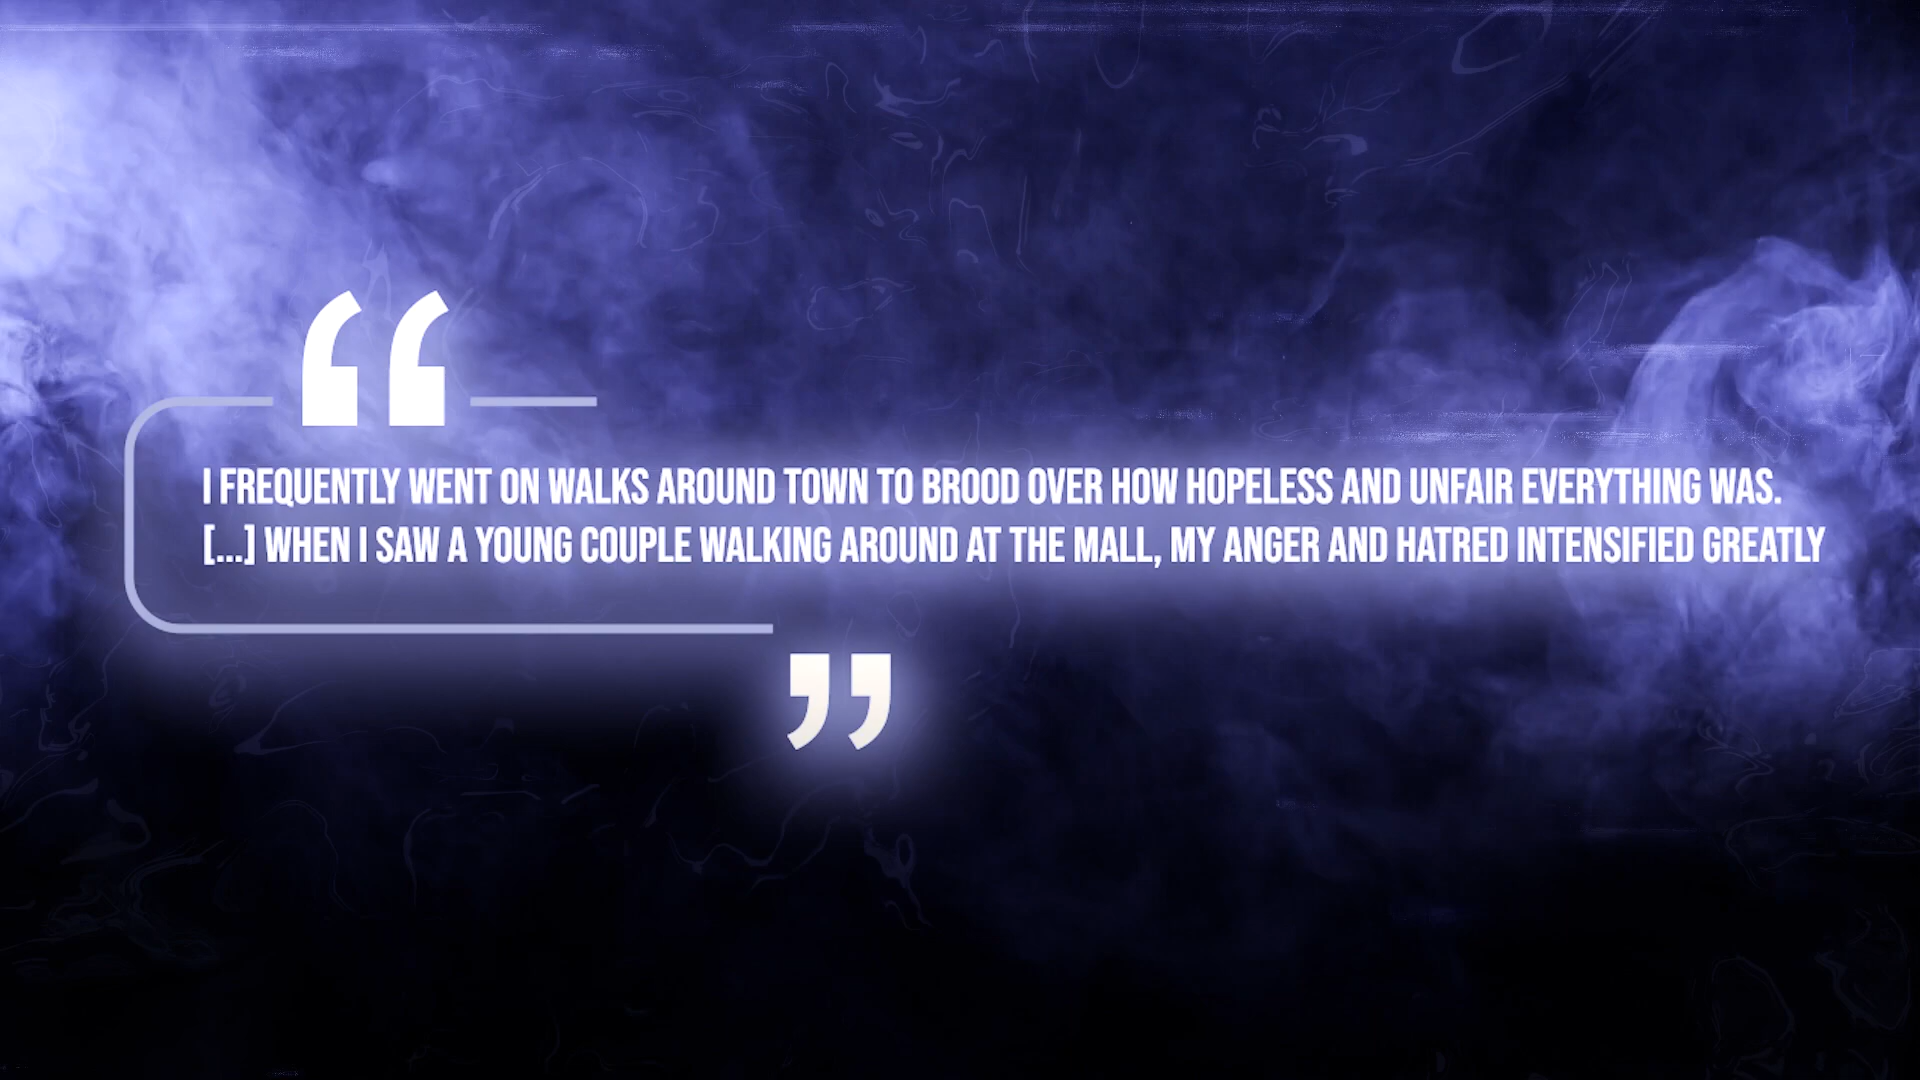 “
I FREQUENTLY WENT ON WALKS AROUND TOWN TO BROOD OVER HOW HOPELESS AND UNFAIR EVERYTHING WAS.
[...] WHEN I SAW A YOUNG COUPLE WALKING AROUND AT THE MALL, MY ANGER AND HATRED INTENSIFIED GREATLY
”